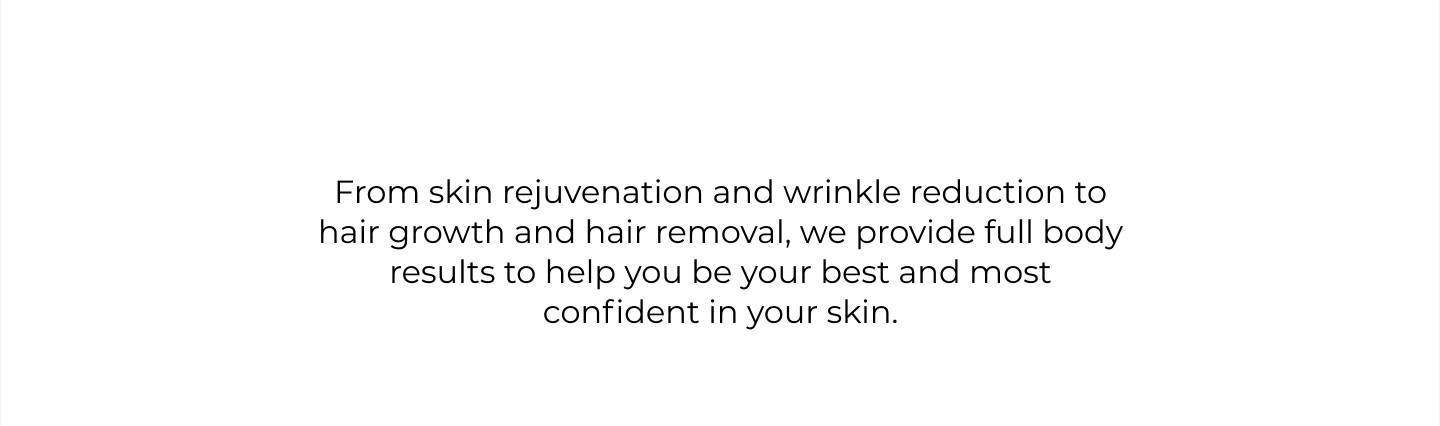 From skin rejuvenation and wrinkle reduction to
hair growth and hair removal, we provide full body
results to help you be your best and most
confident in your skin.